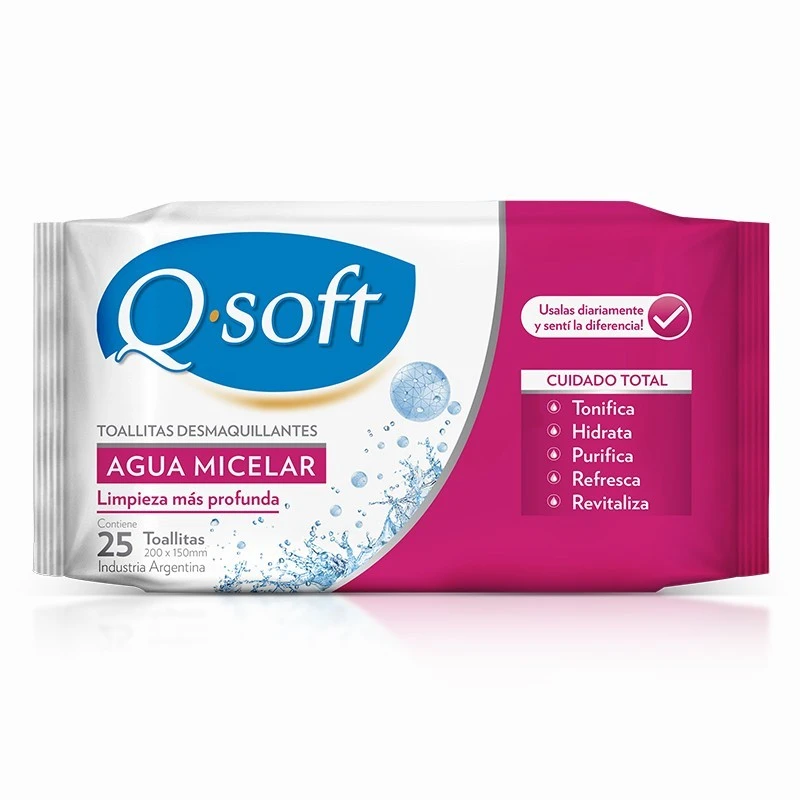 Q·soft
TOALLITAS DESMAQUILLANTES
AGUA MICELAR
Limpieza más profunda
Contiene
25 Toallitas
200 x 150mm
Industria Argentina
Usalas diariamente
y sentí la diferencia!
CUIDADO TOTAL
Tonifica
Hidrata
Purifica
Refresca
Revitaliza